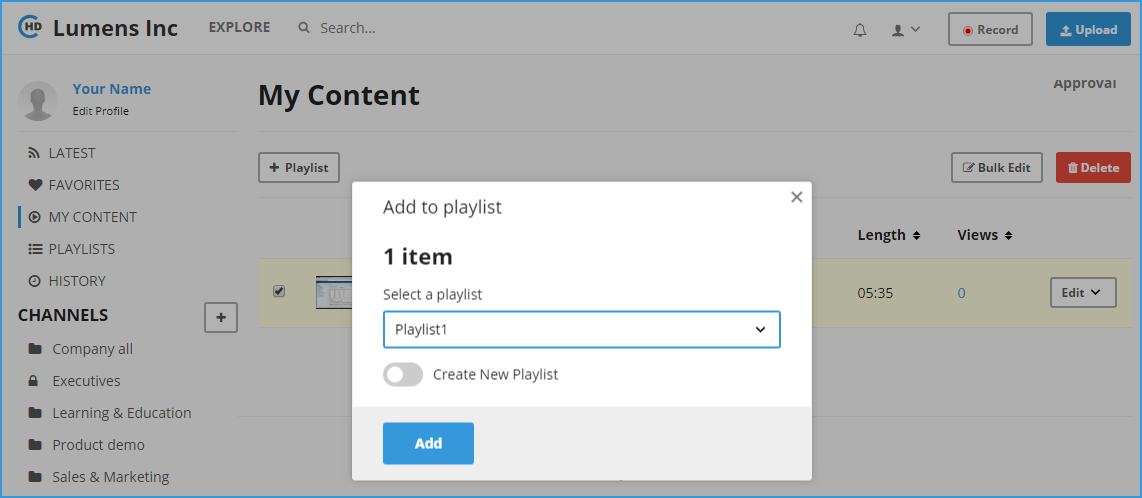 HD Lumens Inc EXPLORE Search... Record Upload
Your Name
Edit Profile
My Content
Approval
LATEST
FAVORITES
MY CONTENT
PLAYLISTS
HISTORY
CHANNELS
+
Company all
Executives
Learning & Education
Product demo
Sales & Marketing
+ Playlist
Bulk Edit Delete
Length Views
05:35 0 Edit
Add to playlist
1 item
Select a playlist
Playlist1
Create New Playlist
Add